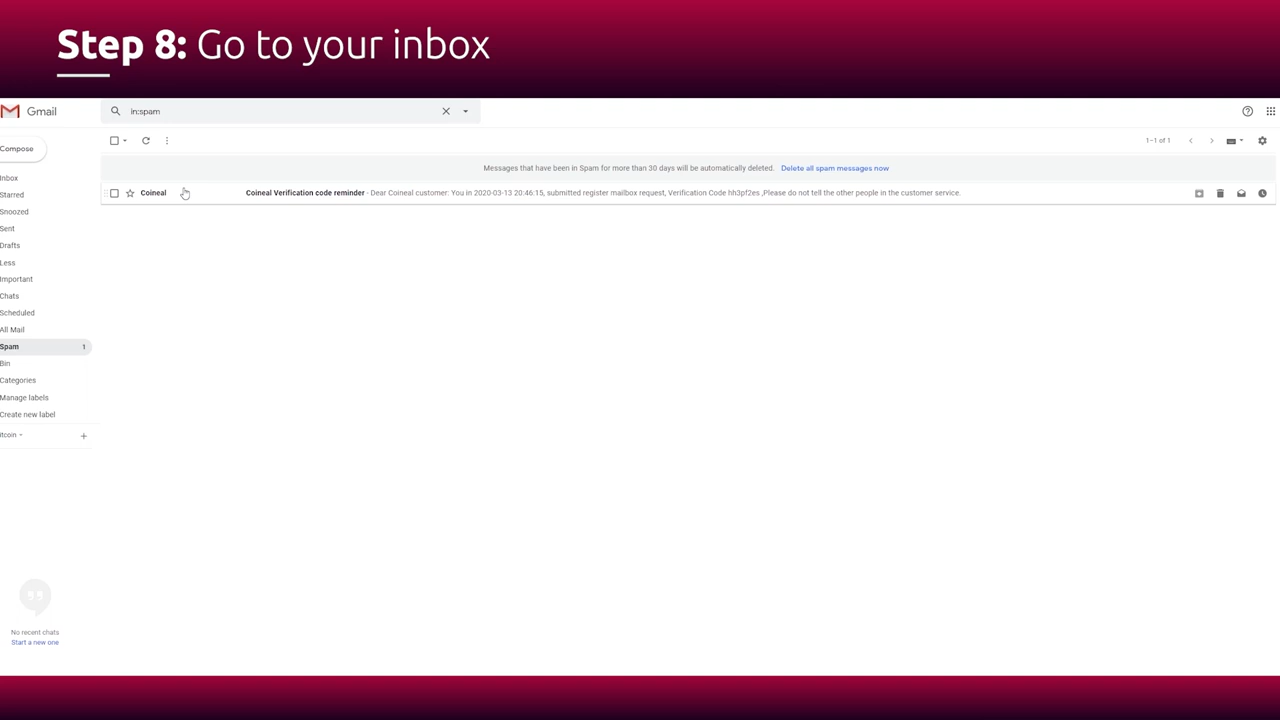 Step 8: Go to your inbox
Gmail
in:spam
Compose
1–1 of 1
Messages that have been in Spam for more than 30 days will be automatically deleted. Delete all spam messages now
Inbox
Coineal Coineal Verification code reminder - Dear Coineal customer: You in 2020-03-13 20:46:15, submitted register mailbox request, Verification Code hh3pf2es ,Please do not tell the other people in the customer service.
Starred
Snoozed
Sent
Drafts
Less
Important
Chats
Scheduled
All Mail
Spam 1
Bin
Categories
Manage labels
Create new label
itcoin
No recent chats
Start a new one